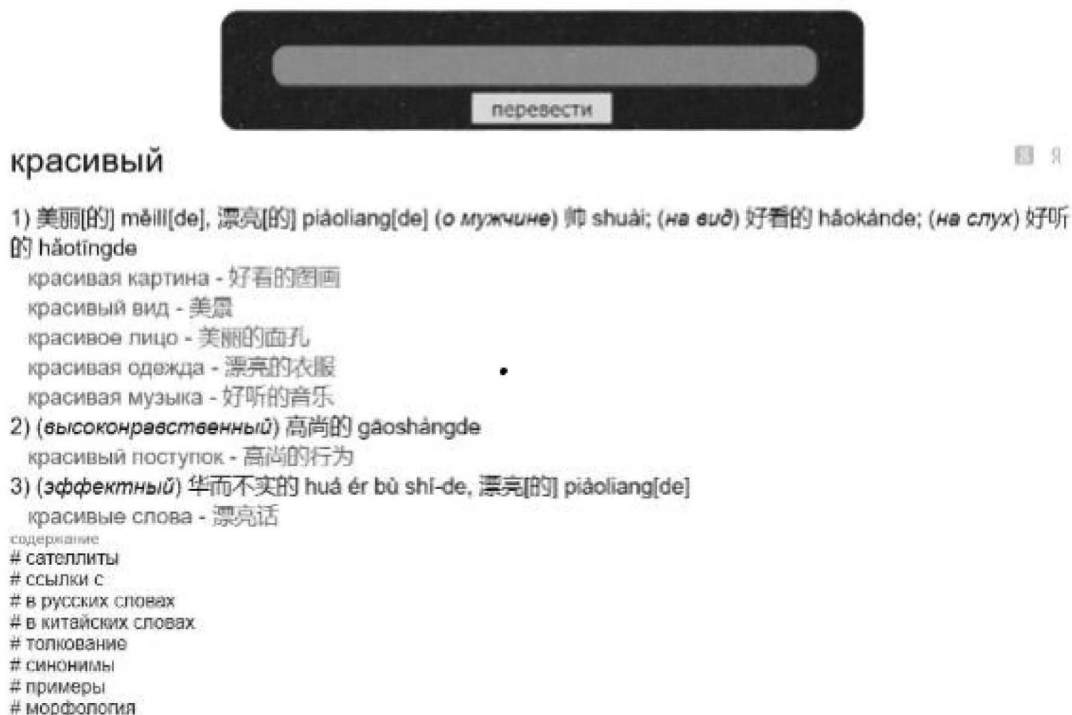 перевести
красивый
Я
1) 美丽[的] měilì[de], 漂亮[的] piàoliang[de] (о мужчине) 帅 shuài; (на вид) 好看的 hǎokànde; (на слух) 好听
的 hǎotīngde
красивая картина - 好看的图画
красивый вид - 美景
красивое лицо - 美丽的面孔
красивая одежда - 漂亮的衣服
красивая музыка - 好听的音乐
2) (высоконравственный) 高尚的 gāoshàngde
красивый поступок - 高尚的行为
3) (эффектный) 华而不实的 huá ér bù shí-de, 漂亮[的] piàoliang[de]
красивые слова - 漂亮话
содержание
# сателлиты
# ссылки с
# в русских словах
# в китайских словах
# толкование
# синонимы
# примеры
# морфология